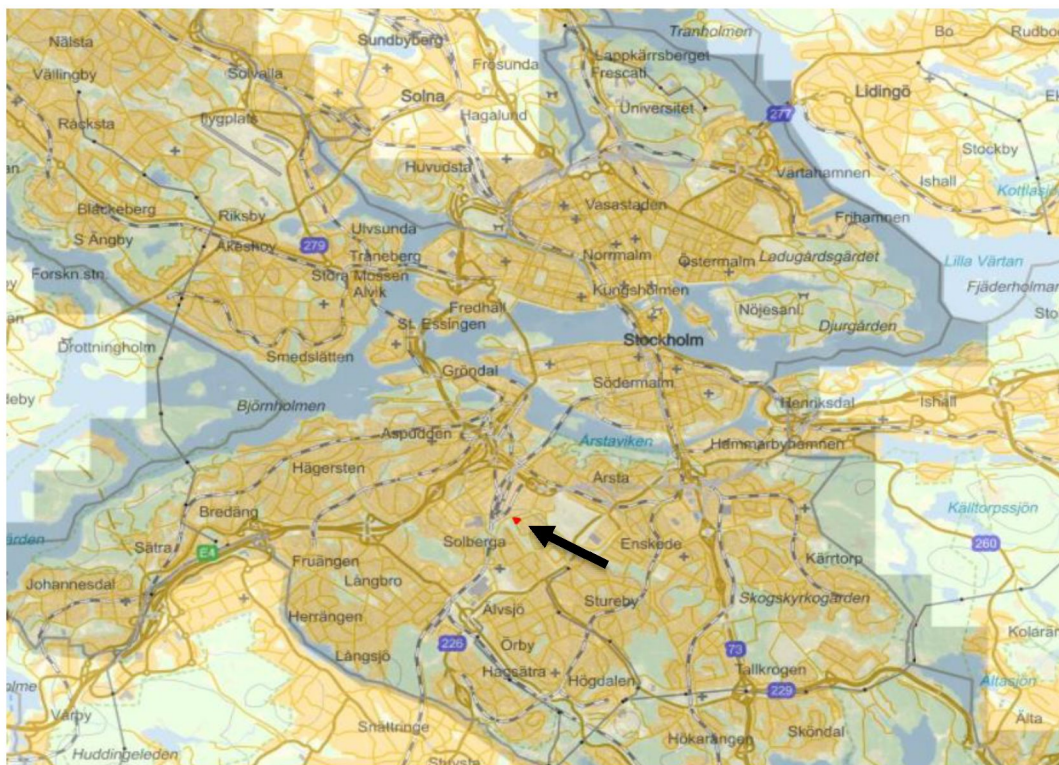 Tranholmen
Bo
Rudbo
Nälsta
Sundbyberg
Lappkärrsberget
Frescati
Frösunda
Vällingby
Solvalla
Solna
Universitet
Lidingö
277
Råcksta
flygplats
Hagalund
Stockby
Huvudsta
Värtahamnen
Ishall
Kottlasjö
Blackeberg
Riksby
Vasastaden
Frihamnen
S Ängby
Åkeshov
Ulvsunda
279
Traneberg
Norrmalm
Östermalm
Ladugårdsgärdet
Lilla Värtan
Forskn.stn.
Stora Mossen
Alvik
Kungsholmen
Fjäderholmar
Fredhäll
Nöjesanl.
St. Essingen
Stockholm
Djurgården
Drottningholm
Smedslätten
Gröndal
Södermalm
Björnholmen
Henriksdal
Ishall
Aspudden
Årstaviken
Hammarbyhamnen
Hägersten
Årsta
Bredäng
Källtorpssjön
Sätra
E4
Solberga
Enskede
260
Fruängen
Kärrtorp
Johannesdal
Långbro
Stureby
Herrängen
Älvsjö
Skogskyrkogården
Långsjö
226
Örby
73
Hagsätra
Högdalen
Tallkrogen
229
Ältasjön
Vårby
Snättringe
Hökarängen
Sköndal
Älta
Huddingeleden
Stuvsta